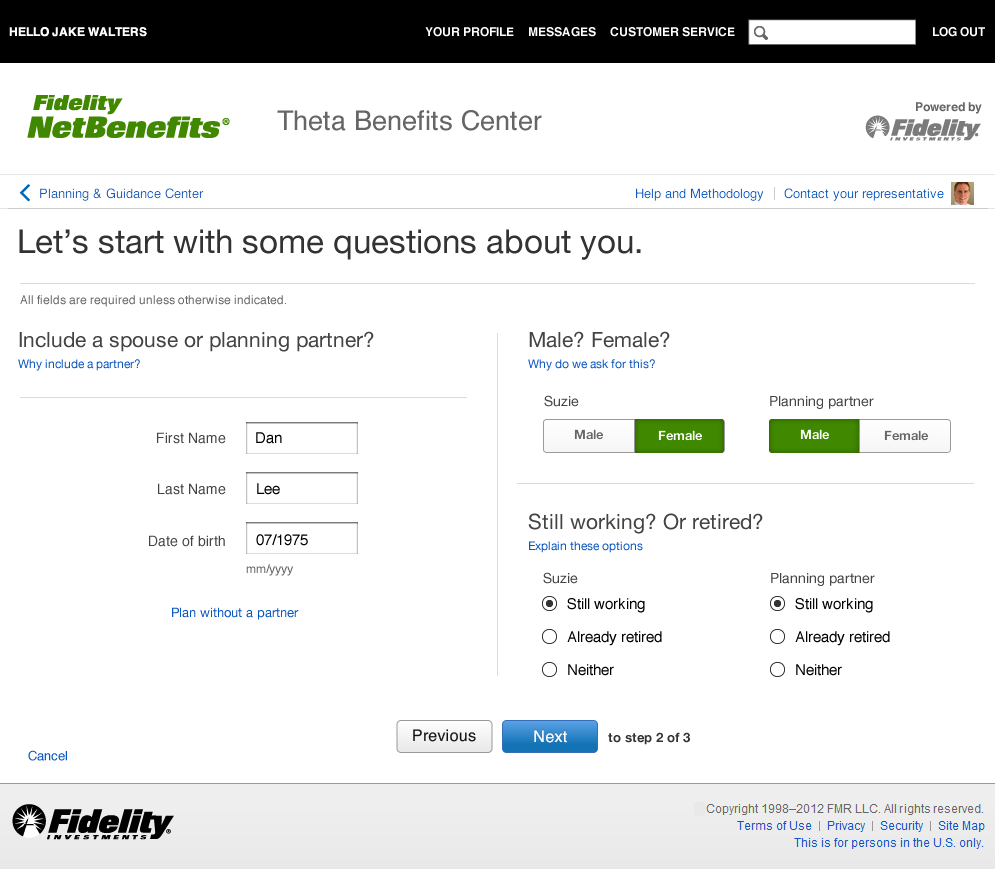 HELLO JAKE WALTERS
YOUR PROFILE MESSAGES CUSTOMER SERVICE LOG OUT
Fidelity
NetBenefits®
Theta Benefits Center
Powered by
Fidelity
INVESTMENTS
Planning & Guidance Center
Help and Methodology | Contact your representative
Let’s start with some questions about you.
All fields are required unless otherwise indicated.
Include a spouse or planning partner?
Why include a partner?
First Name Dan
Last Name Lee
Date of birth 07/1975
mm/yyyy
Plan without a partner
Male? Female?
Why do we ask for this?
Suzie Planning partner
Male Female Male Female
Still working? Or retired?
Explain these options
Suzie Planning partner
Still working Still working
Already retired Already retired
Neither Neither
Cancel
Previous Next to step 2 of 3
Fidelity
INVESTMENTS
Copyright 1998–2012 FMR LLC. All rights reserved.
Terms of Use | Privacy | Security | Site Map
This is for persons in the U.S. only.